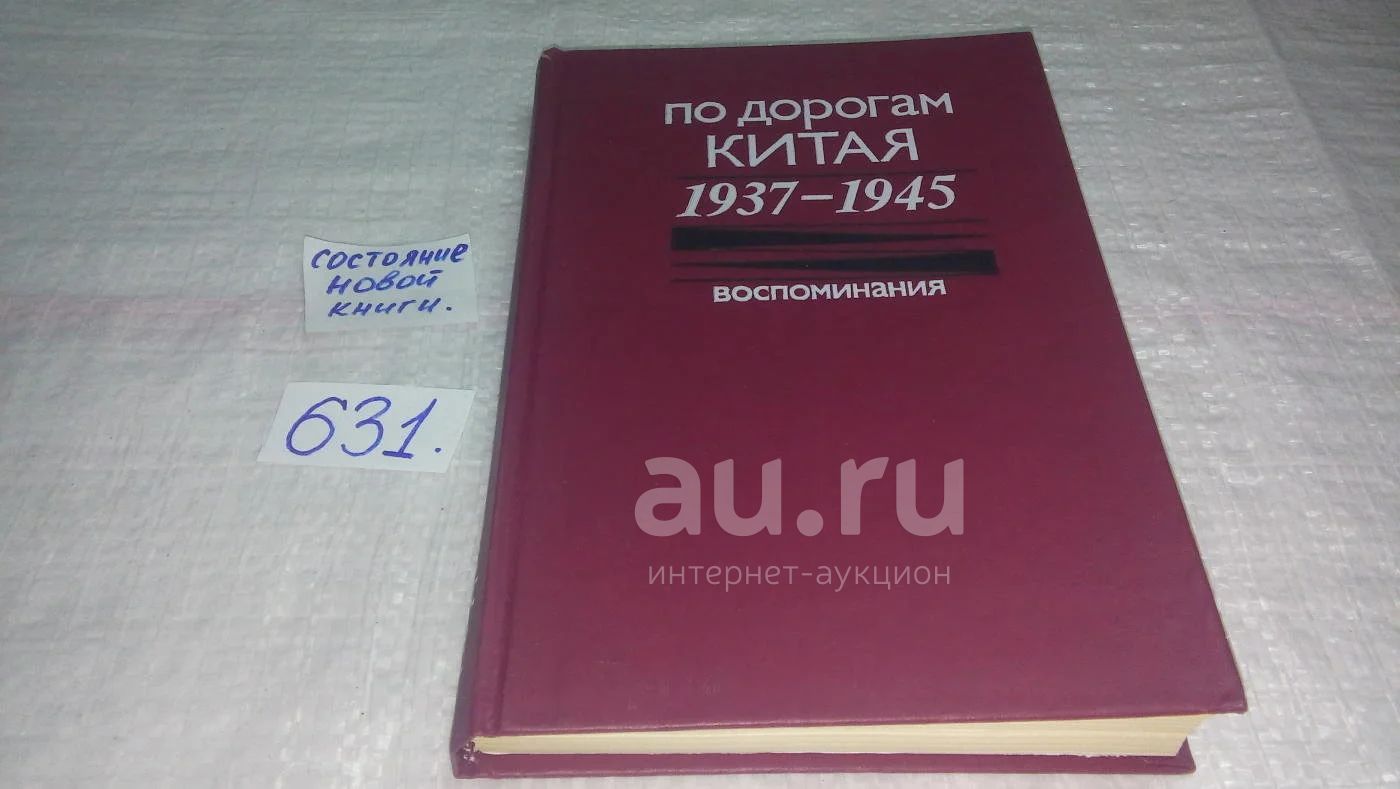 по дорогам
КИТАЯ
1937–1945
воспоминания
состояние
новой
книги.
631.
au.ru
интернет-аукцион